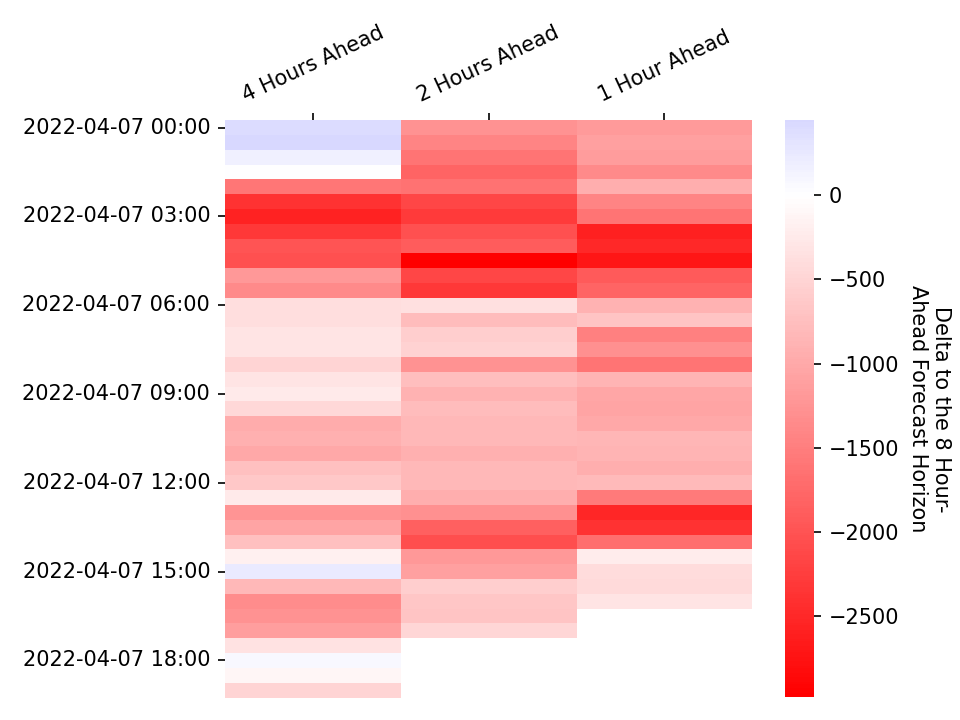 4 Hours Ahead
2 Hours Ahead
1 Hour Ahead
2022-04-07 00:00
2022-04-07 03:00
2022-04-07 06:00
2022-04-07 09:00
2022-04-07 12:00
2022-04-07 15:00
2022-04-07 18:00
0
−500
−1000
−1500
−2000
−2500
Delta to the 8 Hour-
Ahead Forecast Horizon